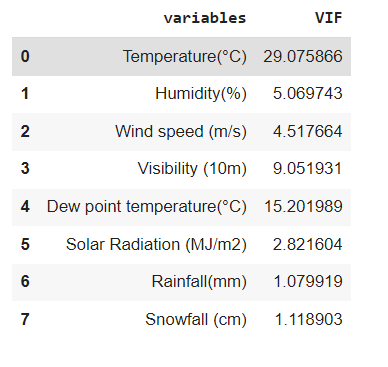 variables VIF
0 Temperature(°C) 29.075866
1 Humidity(%) 5.069743
2 Wind speed (m/s) 4.517664
3 Visibility (10m) 9.051931
4 Dew point temperature(°C) 15.201989
5 Solar Radiation (MJ/m2) 2.821604
6 Rainfall(mm) 1.079919
7 Snowfall (cm) 1.118903